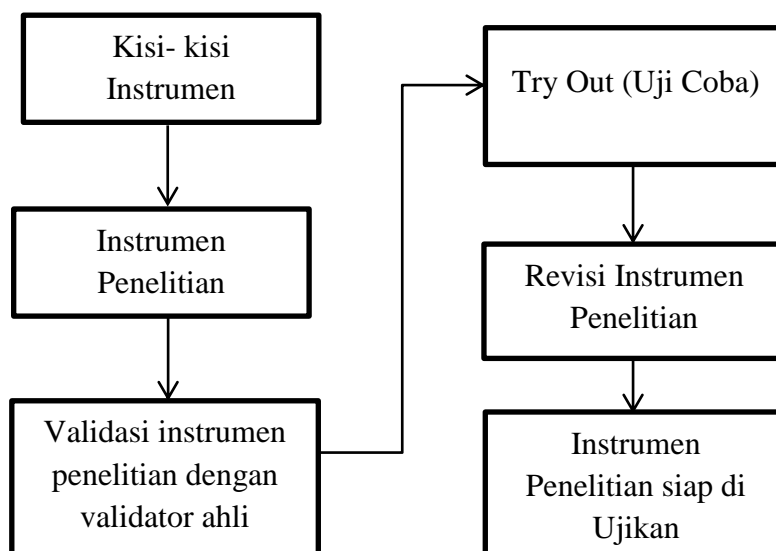 Kisi- kisi
Instrumen
Instrumen
Penelitian
Validasi instrumen
penelitian dengan
validator ahli
Try Out (Uji Coba)
Revisi Instrumen
Penelitian
Instrumen
Penelitian siap di
Ujikan